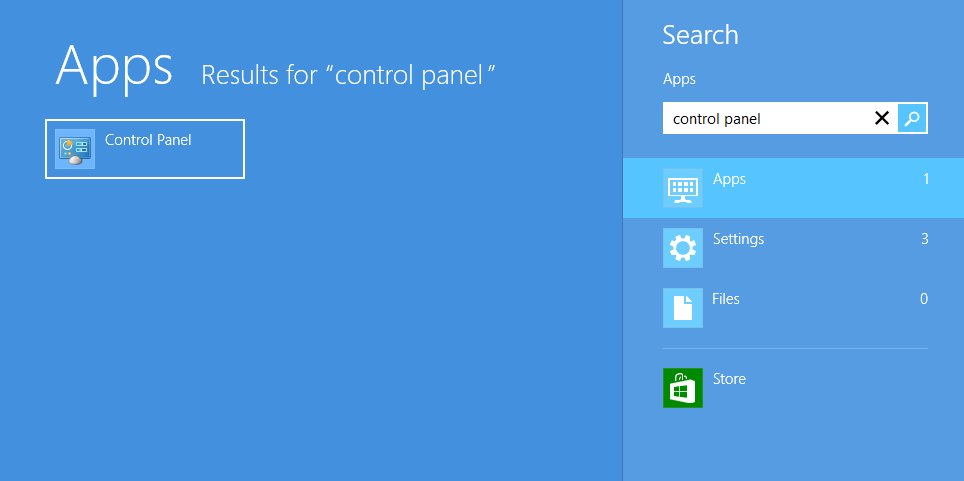 Apps Results for “control panel”
Control Panel
Search
Apps
control panel
Apps 1
Settings 3
Files 0
Store